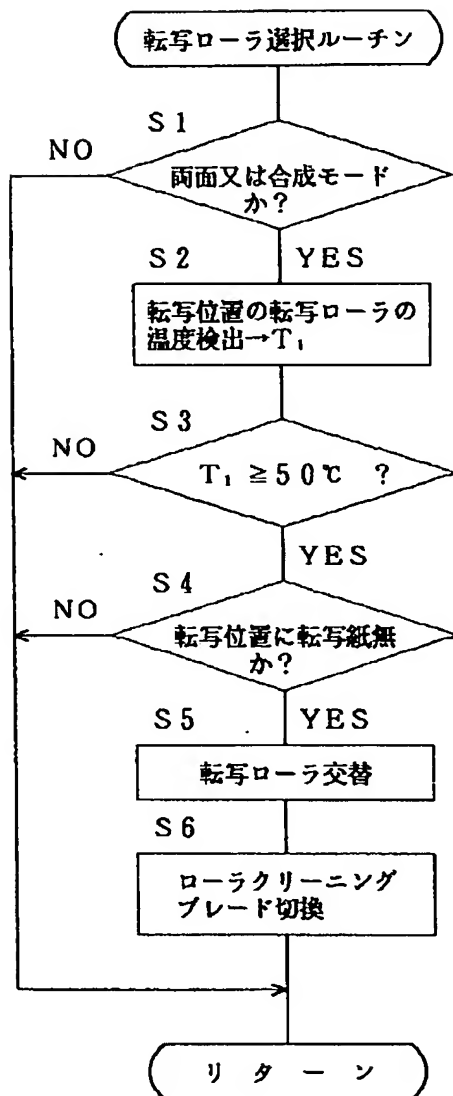 転写ローラ選択ルーチン
S1
NO
両面又は合成モード
か?
S2
YES
転写位置の転写ローラの
温度検出→T₁
S3
NO
T₁≧50℃ ?
YES
S4
NO
転写位置に転写紙無
か?
S5
YES
転写ローラ交替
S6
ローラクリーニング
ブレード切換
リターン